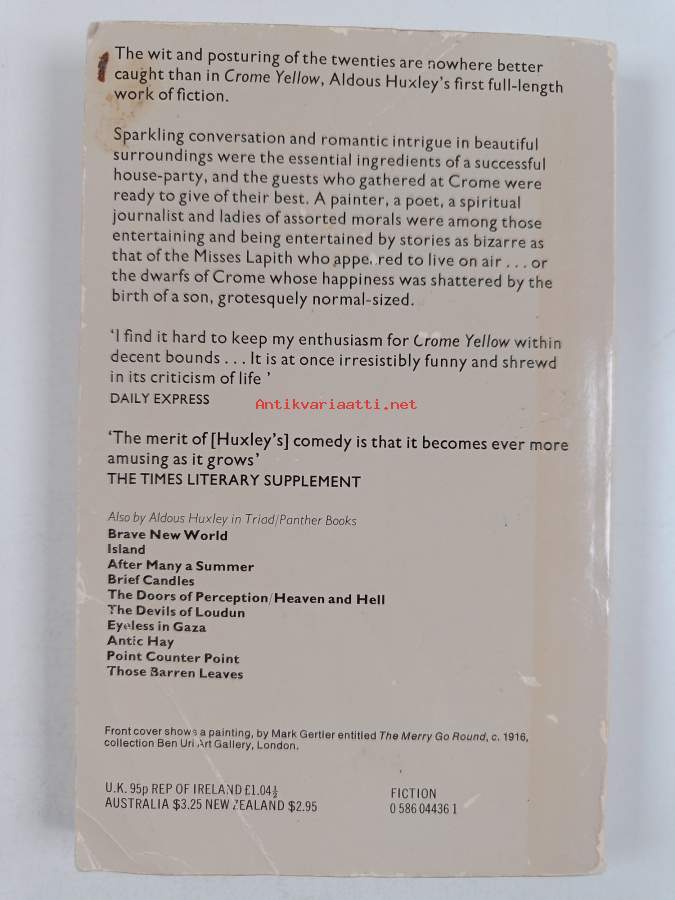 The wit and posturing of the twenties are nowhere better
caught than in Crome Yellow, Aldous Huxley's first full-length
work of fiction.
Sparkling conversation and romantic intrigue in beautiful
surroundings were the essential ingredients of a successful
house-party, and the guests who gathered at Crome were
ready to give of their best. A painter, a poet, a spiritual
journalist and ladies of assorted morals were among those
entertaining and being entertained by stories as bizarre as
that of the Misses Lapith who appeared to live on air . . . or
the dwarfs of Crome whose happiness was shattered by the
birth of a son, grotesquely normal-sized.
'I find it hard to keep my enthusiasm for Crome Yellow within
decent bounds . . . It is at once irresistibly funny and shrewd
in its criticism of life '
DAILY EXPRESS
Antikvariaatti.net
'The merit of [Huxley's] comedy is that it becomes ever more
amusing as it grows'
THE TIMES LITERARY SUPPLEMENT
Also by Aldous Huxley in Triad/Panther Books
Brave New World
Island
After Many a Summer
Brief Candles
The Doors of Perception/Heaven and Hell
The Devils of Loudun
Eyeless in Gaza
Antic Hay
Point Counter Point
Those Barren Leaves
Front cover shows a painting, by Mark Gertler entitled The Merry Go Round, c. 1916,
collection Ben Uri Art Gallery, London.
U.K. 95p REP OF IRELAND £1.04½
AUSTRALIA $3.25 NEW ZEALAND $2.95
FICTION
0 586 04436 1